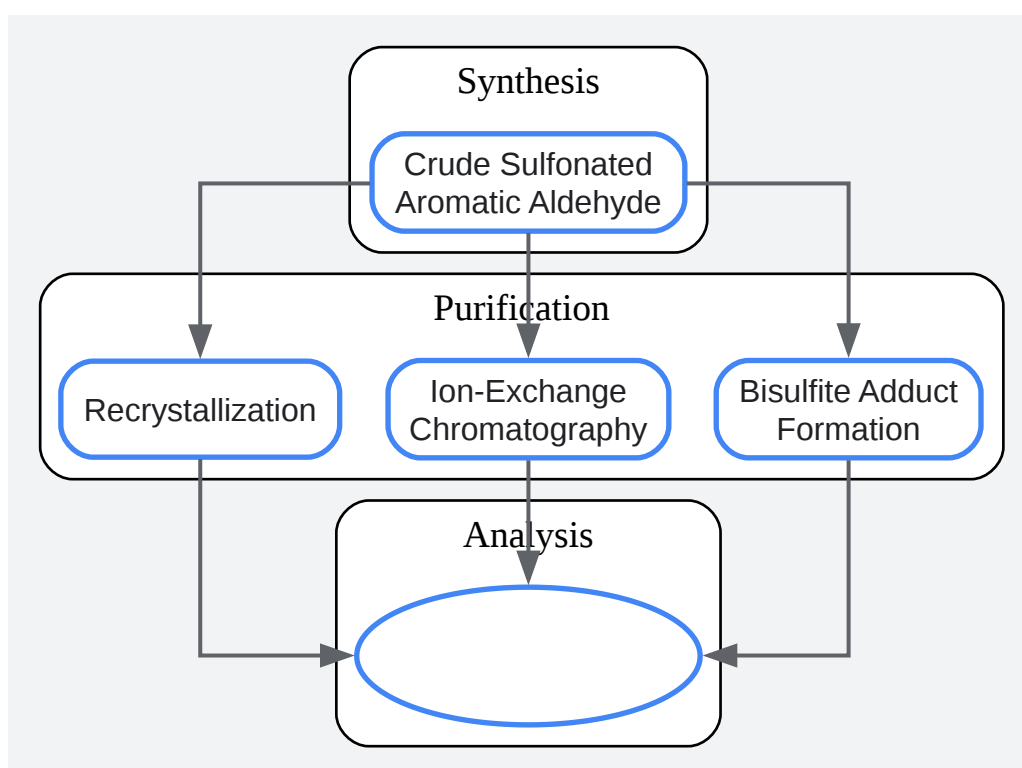 Synthesis
Crude Sulfonated
Aromatic Aldehyde
Purification
Recrystallization
Ion-Exchange
Chromatography
Bisulfite Adduct
Formation
Analysis